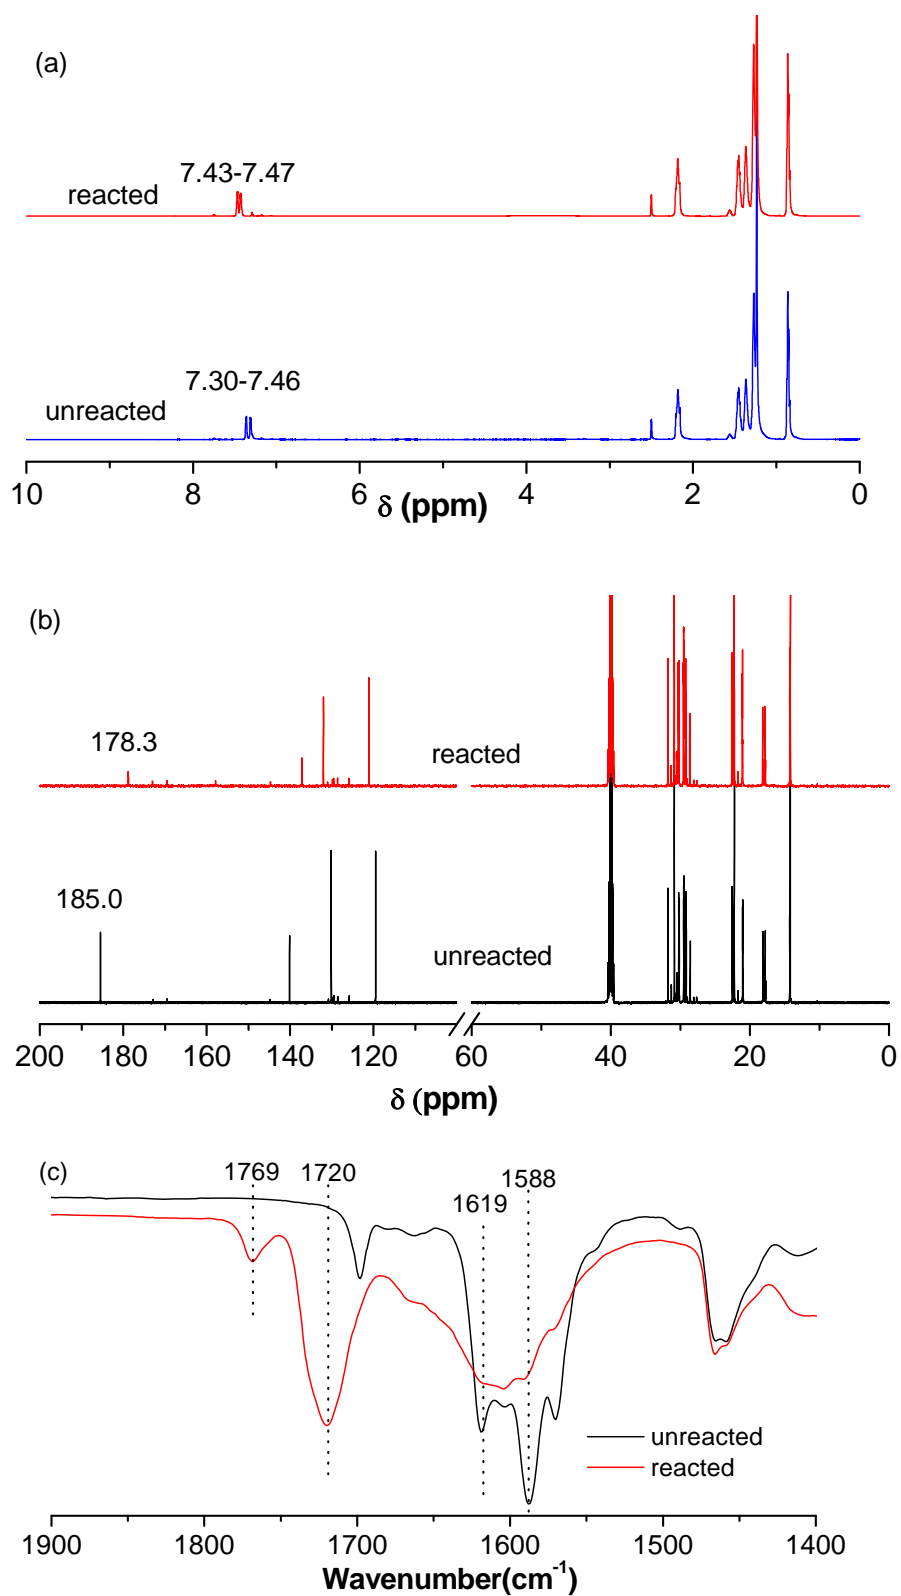 (a)
7.43-7.47
reacted
7.30-7.46
unreacted
10 8 6 4 2 0
δ (ppm)
(b)
178.3
reacted
185.0
unreacted
200 180 160 140 120 60 40 20 0
δ (ppm)
(c)
1769 1720 1619 1588
unreacted
reacted
1900 1800 1700 1600 1500 1400
Wavenumber(cm-1)